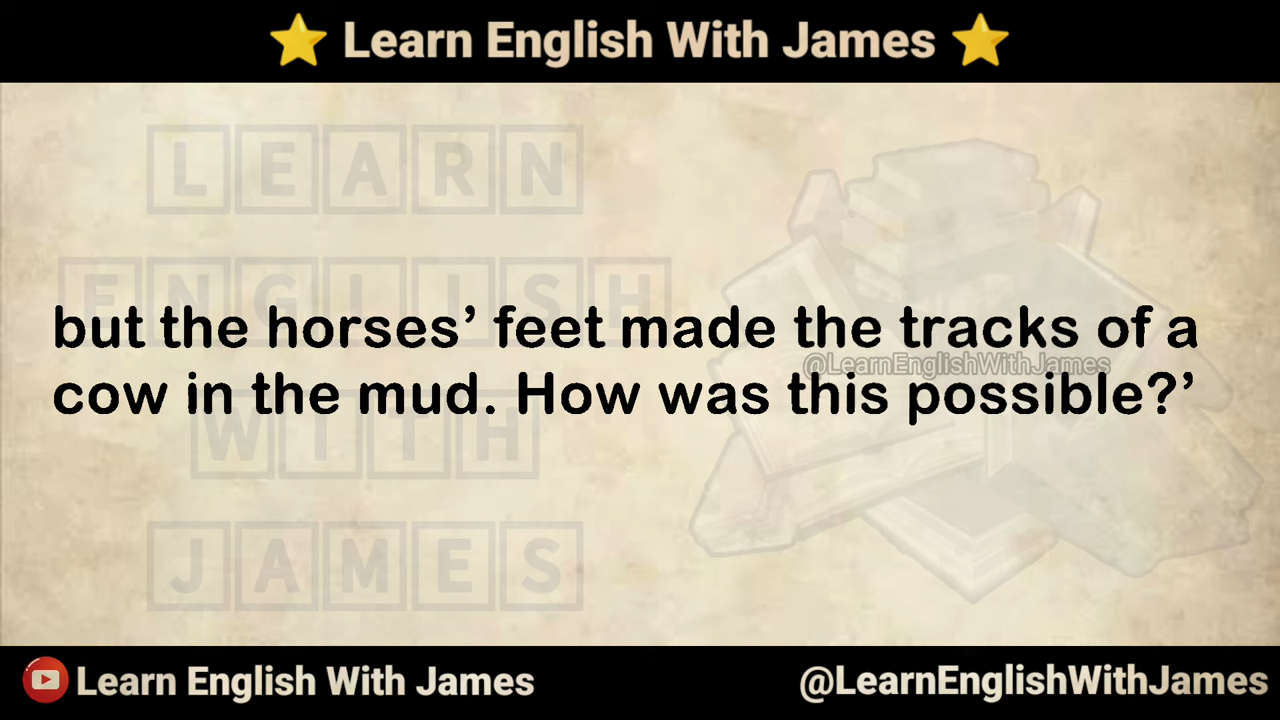 ⭐ Learn English With James ⭐
LEARN
ENGLISH
but the horses’ feet made the tracks of a
@LearnEnglishWithJames
cow in the mud. How was this possible?’
WITH
JAMES
Learn English With James
@LearnEnglishWithJames